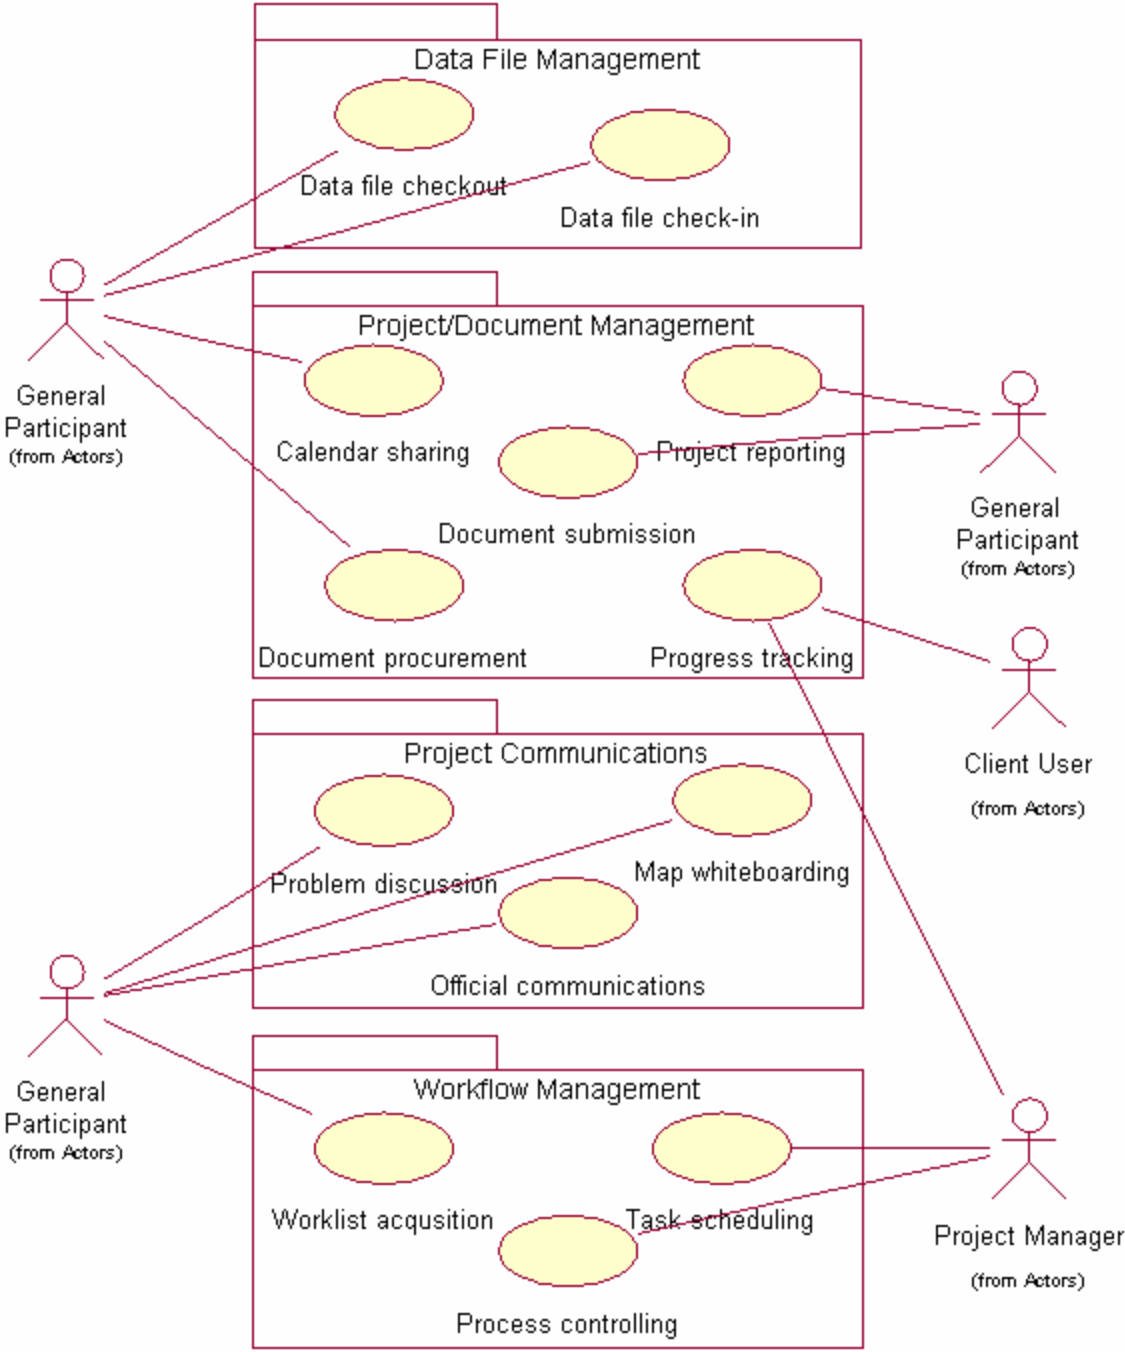 Data File Management
Data file checkout
Data file check-in
General
Participant
(from Actors)
Project/Document Management
Calendar sharing
Project reporting
Document submission
Document procurement
Progress tracking
General
Participant
(from Actors)
Client User
(from Actors)
Project Communications
Problem discussion
Map whiteboarding
Official communications
General
Participant
(from Actors)
Workflow Management
Worklist acqusition
Task scheduling
Process controlling
Project Manager
(from Actors)